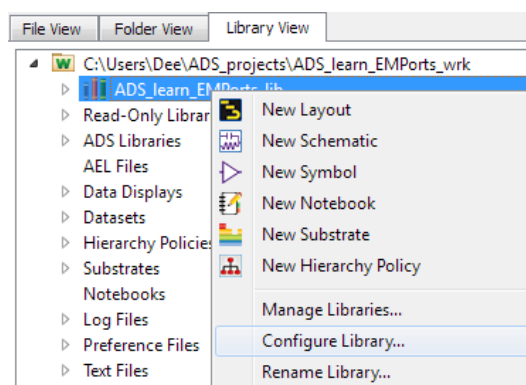 File View Folder View Library View
C:\Users\Dee\ADS_projects\ADS_learn_EMPorts_wrk
ADS_learn_EMPorts_lib
Read-Only Librar
ADS Libraries
AEL Files
Data Displays
Datasets
Hierarchy Policies
Substrates
Notebooks
Log Files
Preference Files
Text Files
New Layout
New Schematic
New Symbol
New Notebook
New Substrate
New Hierarchy Policy
Manage Libraries...
Configure Library...
Rename Library...